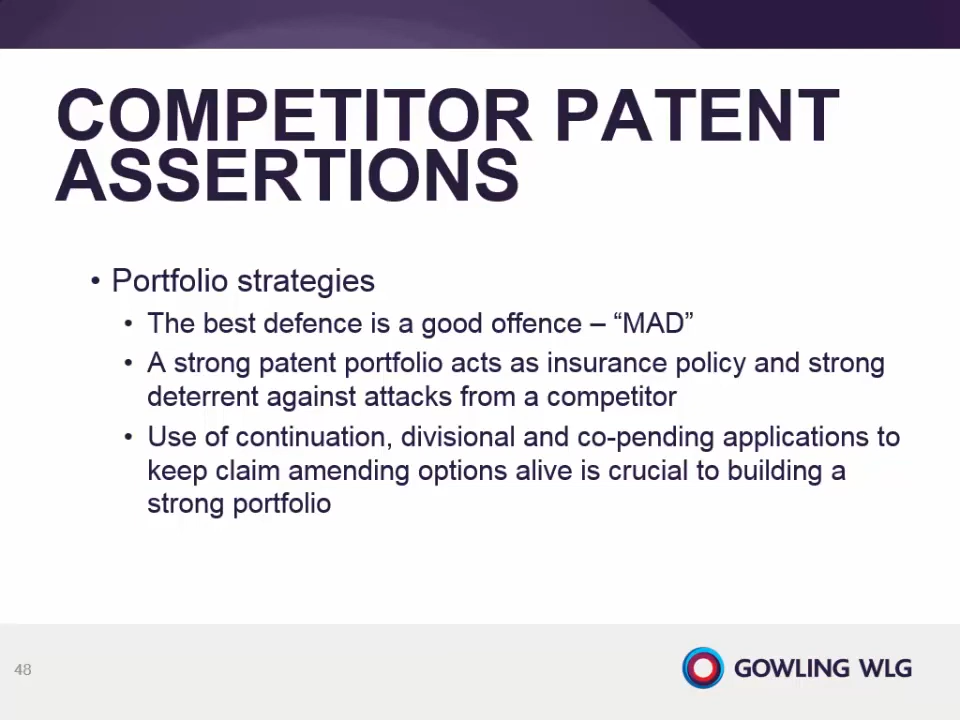 COMPETITOR PATENT
ASSERTIONS
• Portfolio strategies
• The best defence is a good offence – “MAD”
• A strong patent portfolio acts as insurance policy and strong
deterrent against attacks from a competitor
• Use of continuation, divisional and co-pending applications to
keep claim amending options alive is crucial to building a
strong portfolio
48
GOWLING WLG